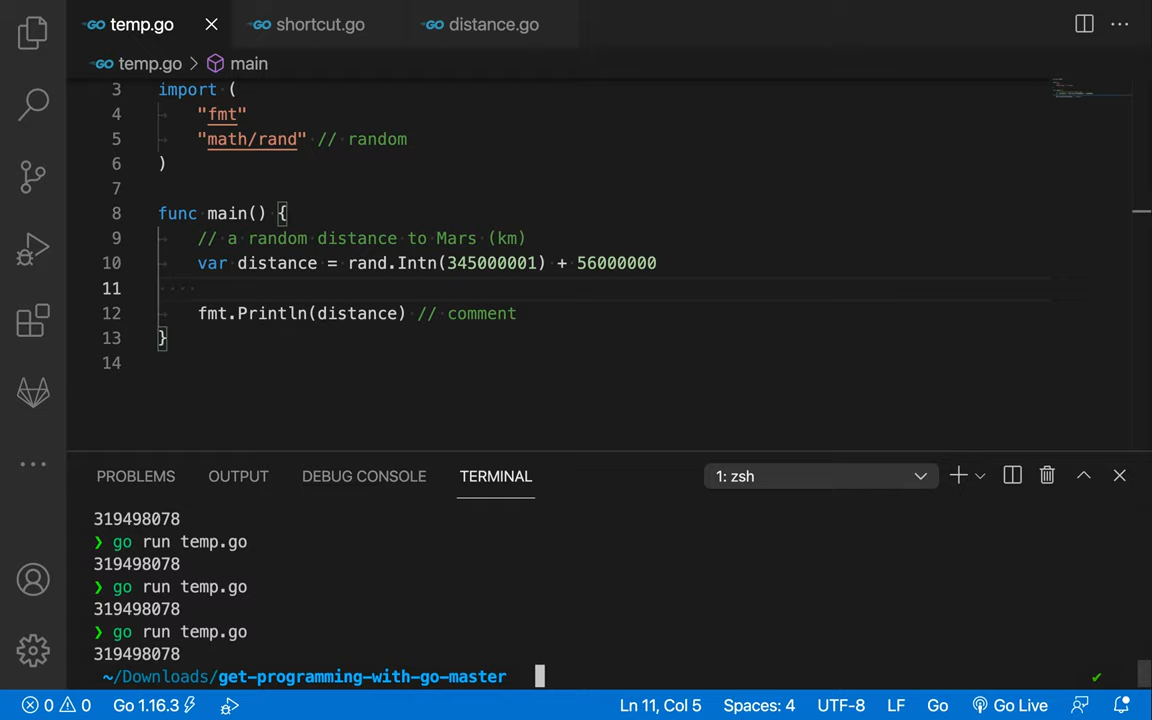 GO temp.go
GO shortcut.go
GO distance.go
GO temp.go > main
3 import (
4 "fmt"
5 "math/rand" // random
6 )
7
8 func main() {
9 // a random distance to Mars (km)
10 var distance = rand.Intn(345000001) + 56000000
11
12 fmt.Println(distance) // comment
13 }
14
PROBLEMS OUTPUT DEBUG CONSOLE TERMINAL 1: zsh
319498078
❯ go run temp.go
319498078
❯ go run temp.go
319498078
❯ go run temp.go
319498078
~/Downloads/get-programming-with-go-master ✔
0 0 Go 1.16.3 Ln 11, Col 5 Spaces: 4 UTF-8 LF Go Go Live